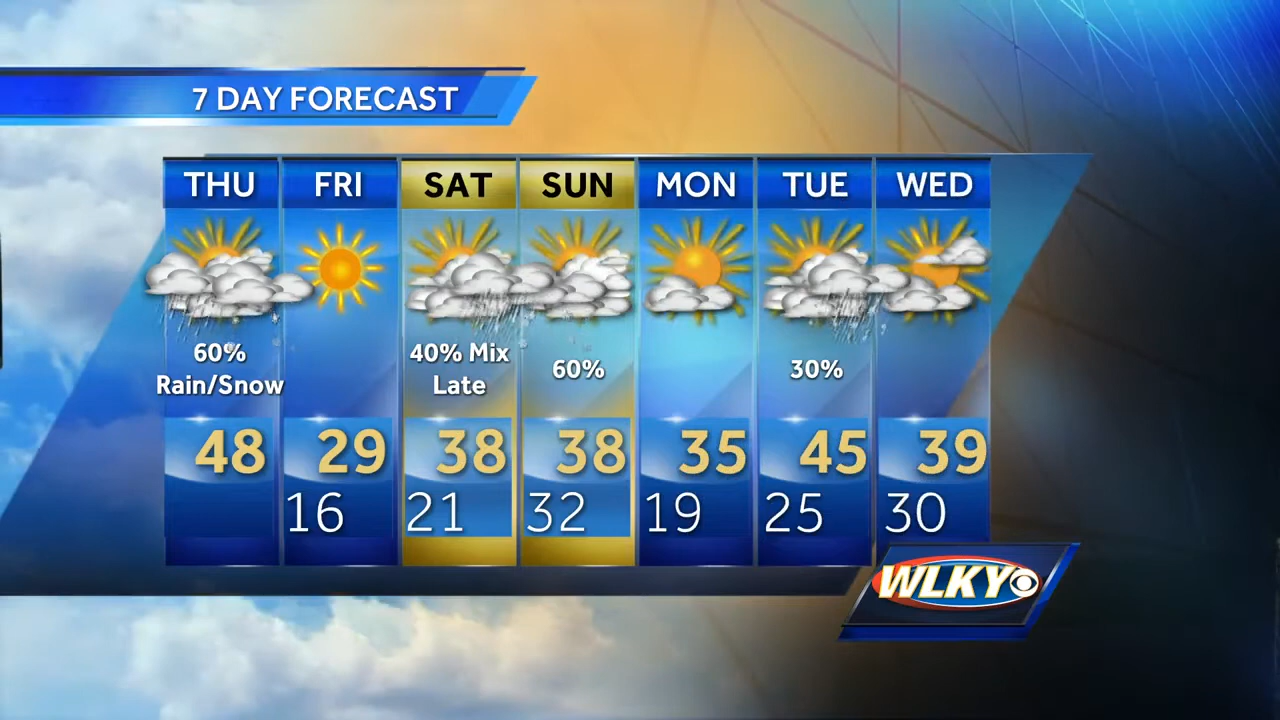 7 DAY FORECAST
THU FRI SAT SUN MON TUE WED
60% 40% Mix 60% 30%
Rain/Snow Late
48 29 38 38 35 45 39
16 21 32 19 25 30
WLKY